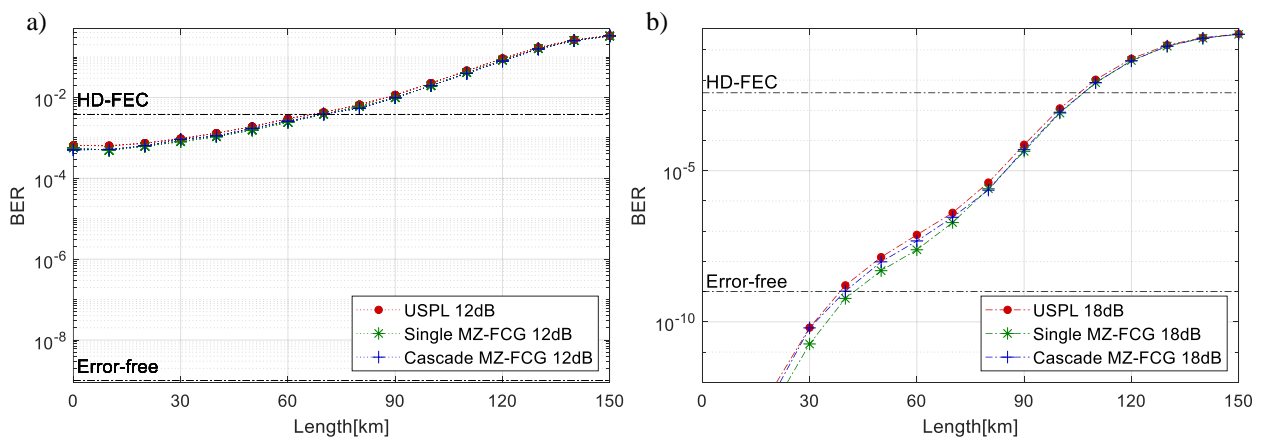 a)
BER
10^-2
10^-4
10^-6
10^-8
HD-FEC
Error-free
USPL 12dB
Single MZ-FCG 12dB
Cascade MZ-FCG 12dB
0 30 60 90 120 150
Length[km]
b)
BER
10^-5
10^-10
HD-FEC
Error-free
USPL 18dB
Single MZ-FCG 18dB
Cascade MZ-FCG 18dB
0 30 60 90 120 150
Length[km]